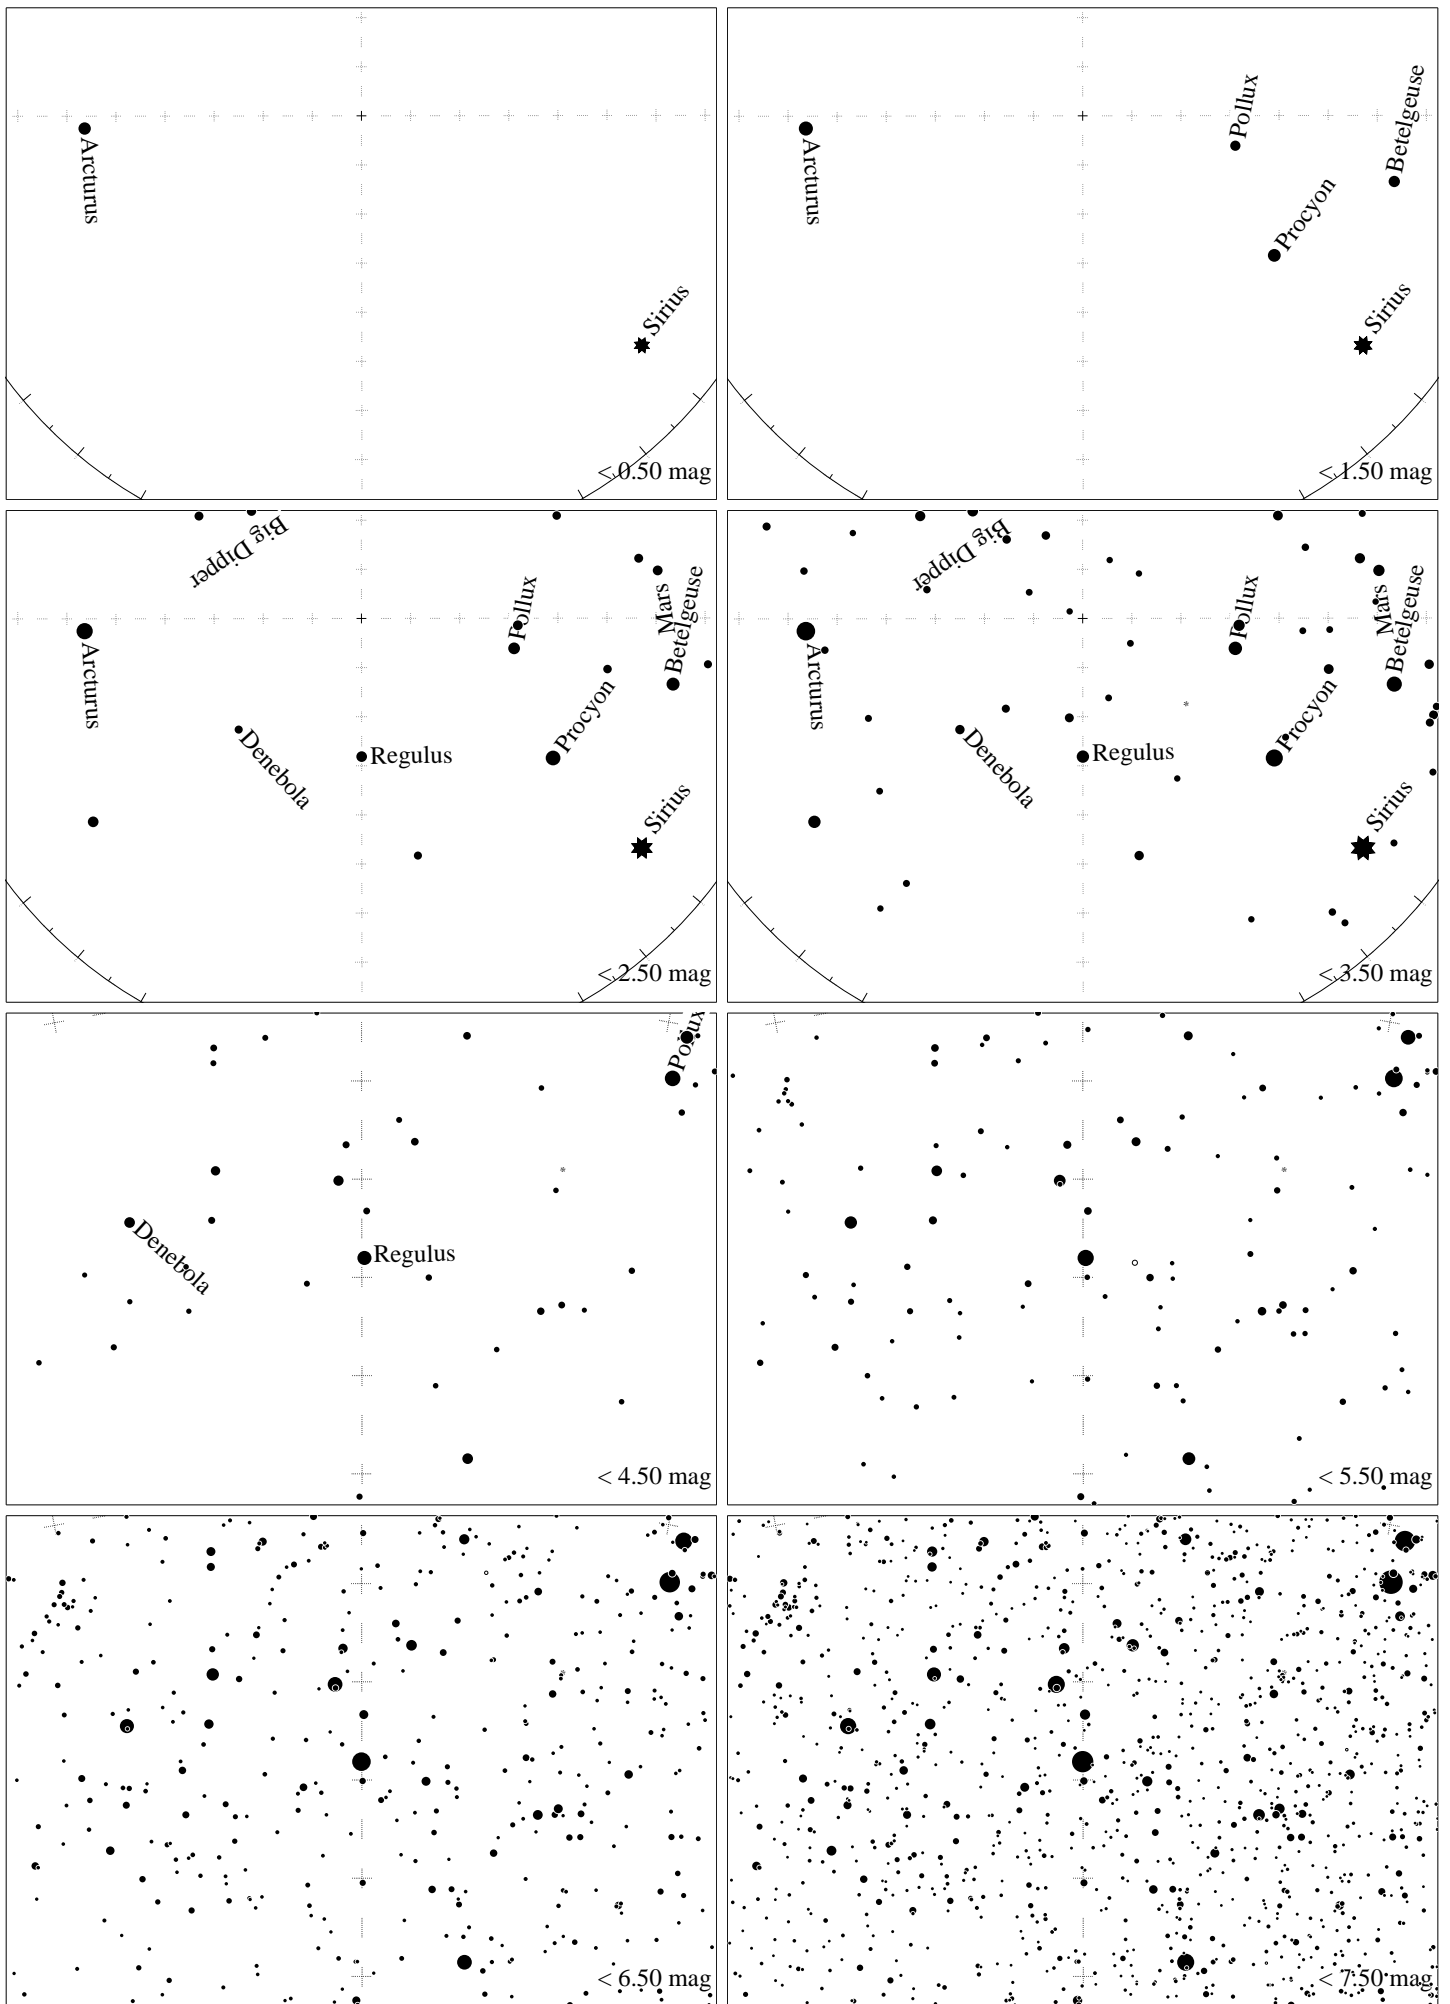 Arcturus
Sirius
< 0.50 mag
Pollux
Betelgeuse
Arcturus
Procyon
Sirius
< 1.50 mag
Big Dipper
Pollux
Mars
Betelgeuse
Arcturus
Procyon
Denebola
Regulus
Sirius
< 2.50 mag
Big Dipper
Pollux
Mars
Betelgeuse
Arcturus
Procyon
Denebola
Regulus
Sirius
< 3.50 mag
Pollux
Denebola
Regulus
< 4.50 mag
< 5.50 mag
< 6.50 mag
< 7.50 mag